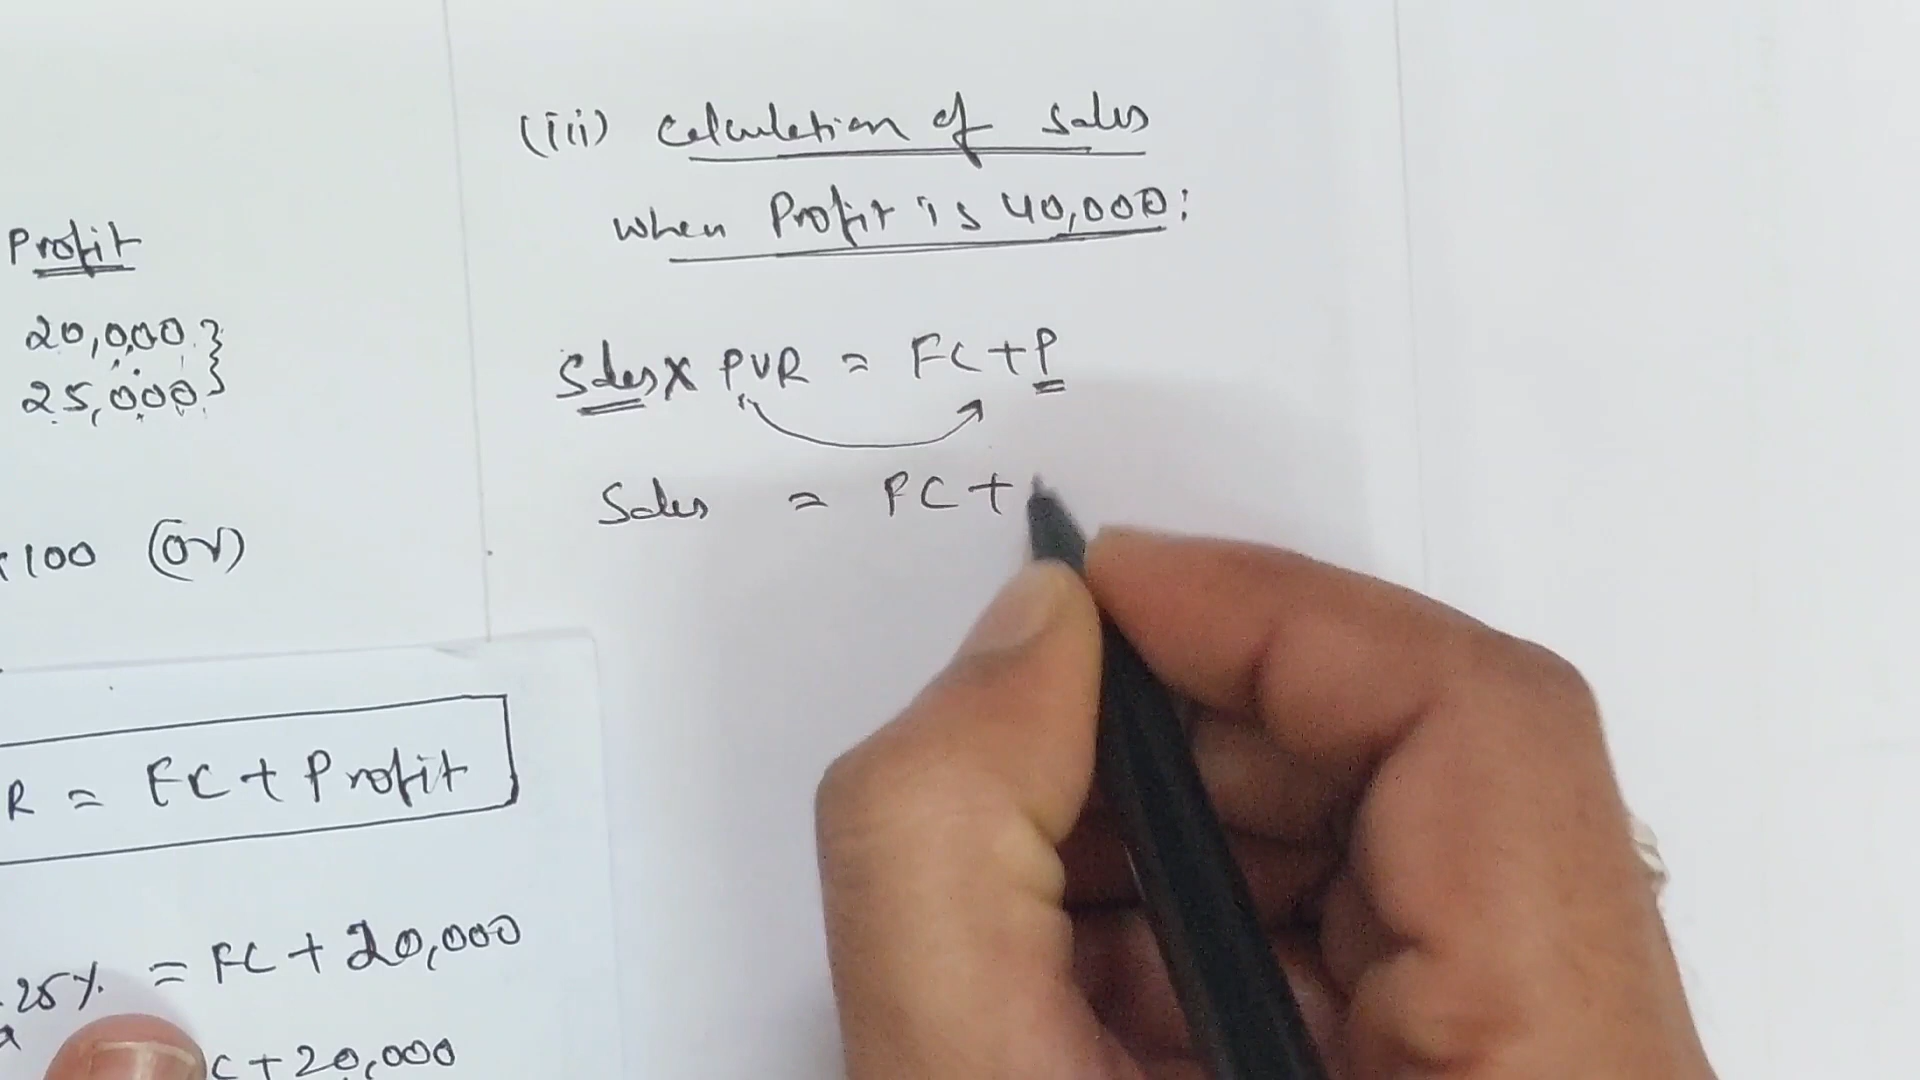 Profit
20,000
25,000
100 (or)
R = FC + Profit
25% = FC + 20,000
C + 20,000
(iii) Calculation of Sales
when Profit is 40,000:
Sales x PVR = FC + P
Sales = FC +